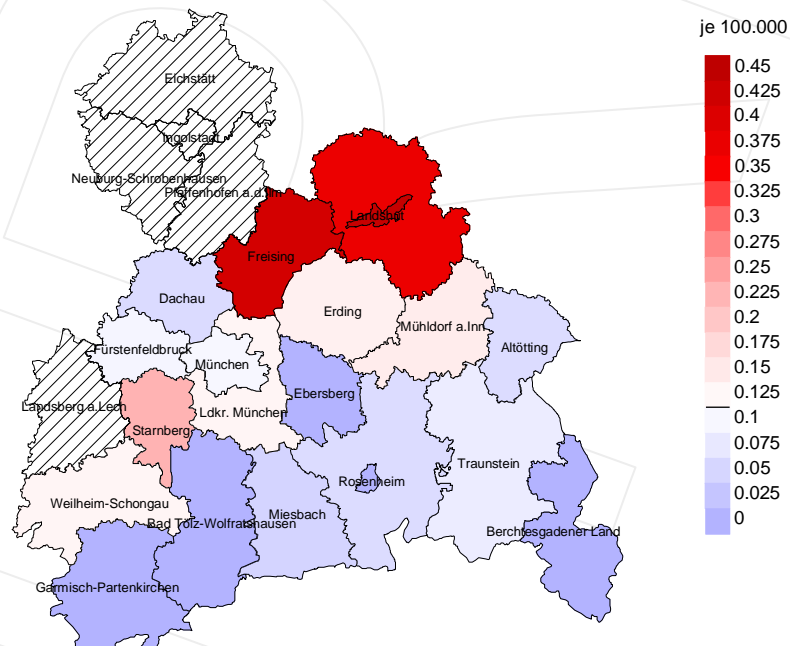 je 100.000
0.45
0.425
0.4
0.375
0.35
0.325
0.3
0.275
0.25
0.225
0.2
0.175
0.15
0.125
0.1
0.075
0.05
0.025
0
Eichstätt
Ingolstadt
Neuburg-Schrobenhausen
Pfaffenhofen a.d.Ilm
Landshut
Freising
Dachau
Erding
Mühldorf a.Inn
Altötting
Fürstenfeldbruck
München
Ebersberg
Landsberg a.Lech
Ldkr. München
Starnberg
Traunstein
Rosenheim
Weilheim-Schongau
Miesbach
Bad Tölz-Wolfratshausen
Berchtesgadener Land
Garmisch-Partenkirchen